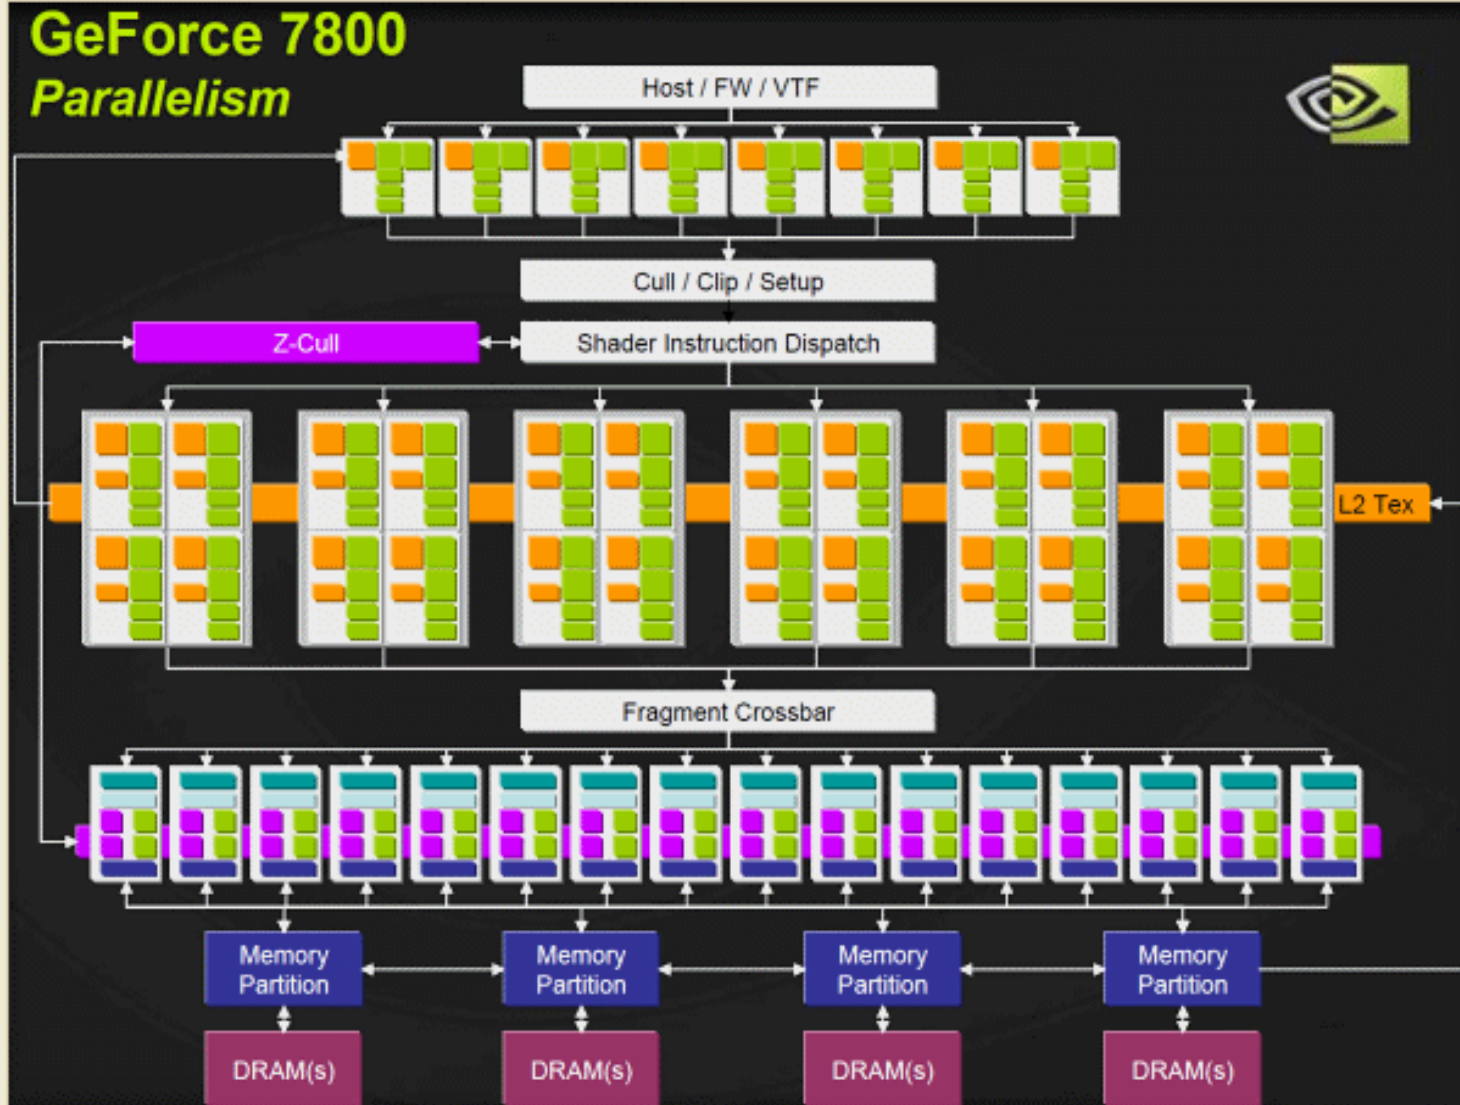 GeForce 7800
Parallelism
Host / FW / VTF
Cull / Clip / Setup
Z-Cull
Shader Instruction Dispatch
L2 Tex
Fragment Crossbar
Memory
Partition
Memory
Partition
Memory
Partition
Memory
Partition
DRAM(s)
DRAM(s)
DRAM(s)
DRAM(s)